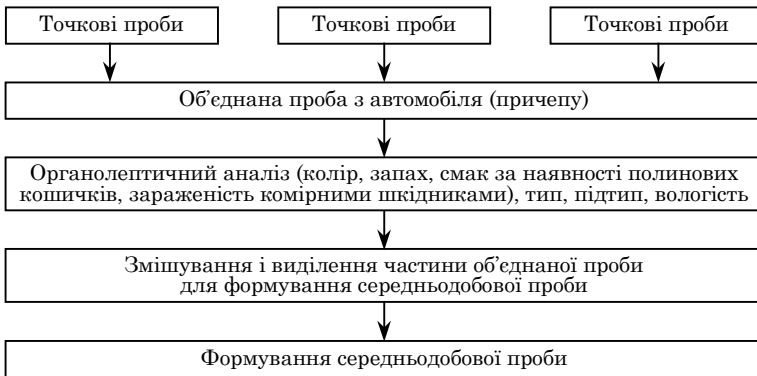 Точкові проби
Точкові проби
Точкові проби
Об’єднана проба з автомобіля (причепу)
Органолептичний аналіз (колір, запах, смак за наявності полинових
кошичків, зараженість комірними шкідниками), тип, підтип, вологість
Змішування і виділення частини об’єднаної проби
для формування середньодобової проби
Формування середньодобової проби